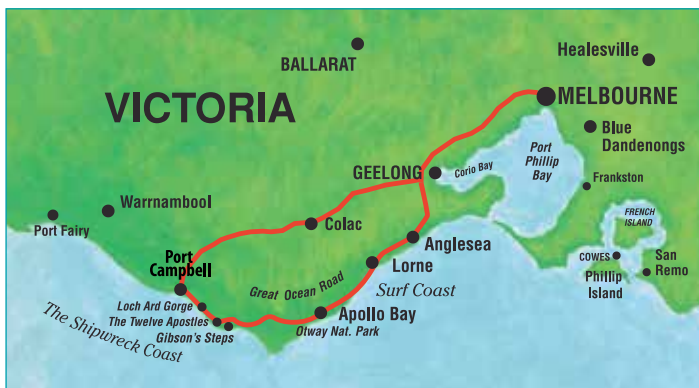 Healesville
BALLARAT
VICTORIA
MELBOURNE
Blue
Dandenongs
Port
Phillip
Bay
GEELONG
Corio Bay
Frankston
Warrnambool
Port Fairy
Colac
FRENCH
ISLAND
Anglesea
Port
Campbell
Lorne
COWES
San
Remo
Phillip
Island
Great Ocean Road
Surf Coast
Loch Ard Gorge
The Twelve Apostles
Gibson's Steps
Apollo Bay
Otway Nat. Park
The Shipwreck Coast